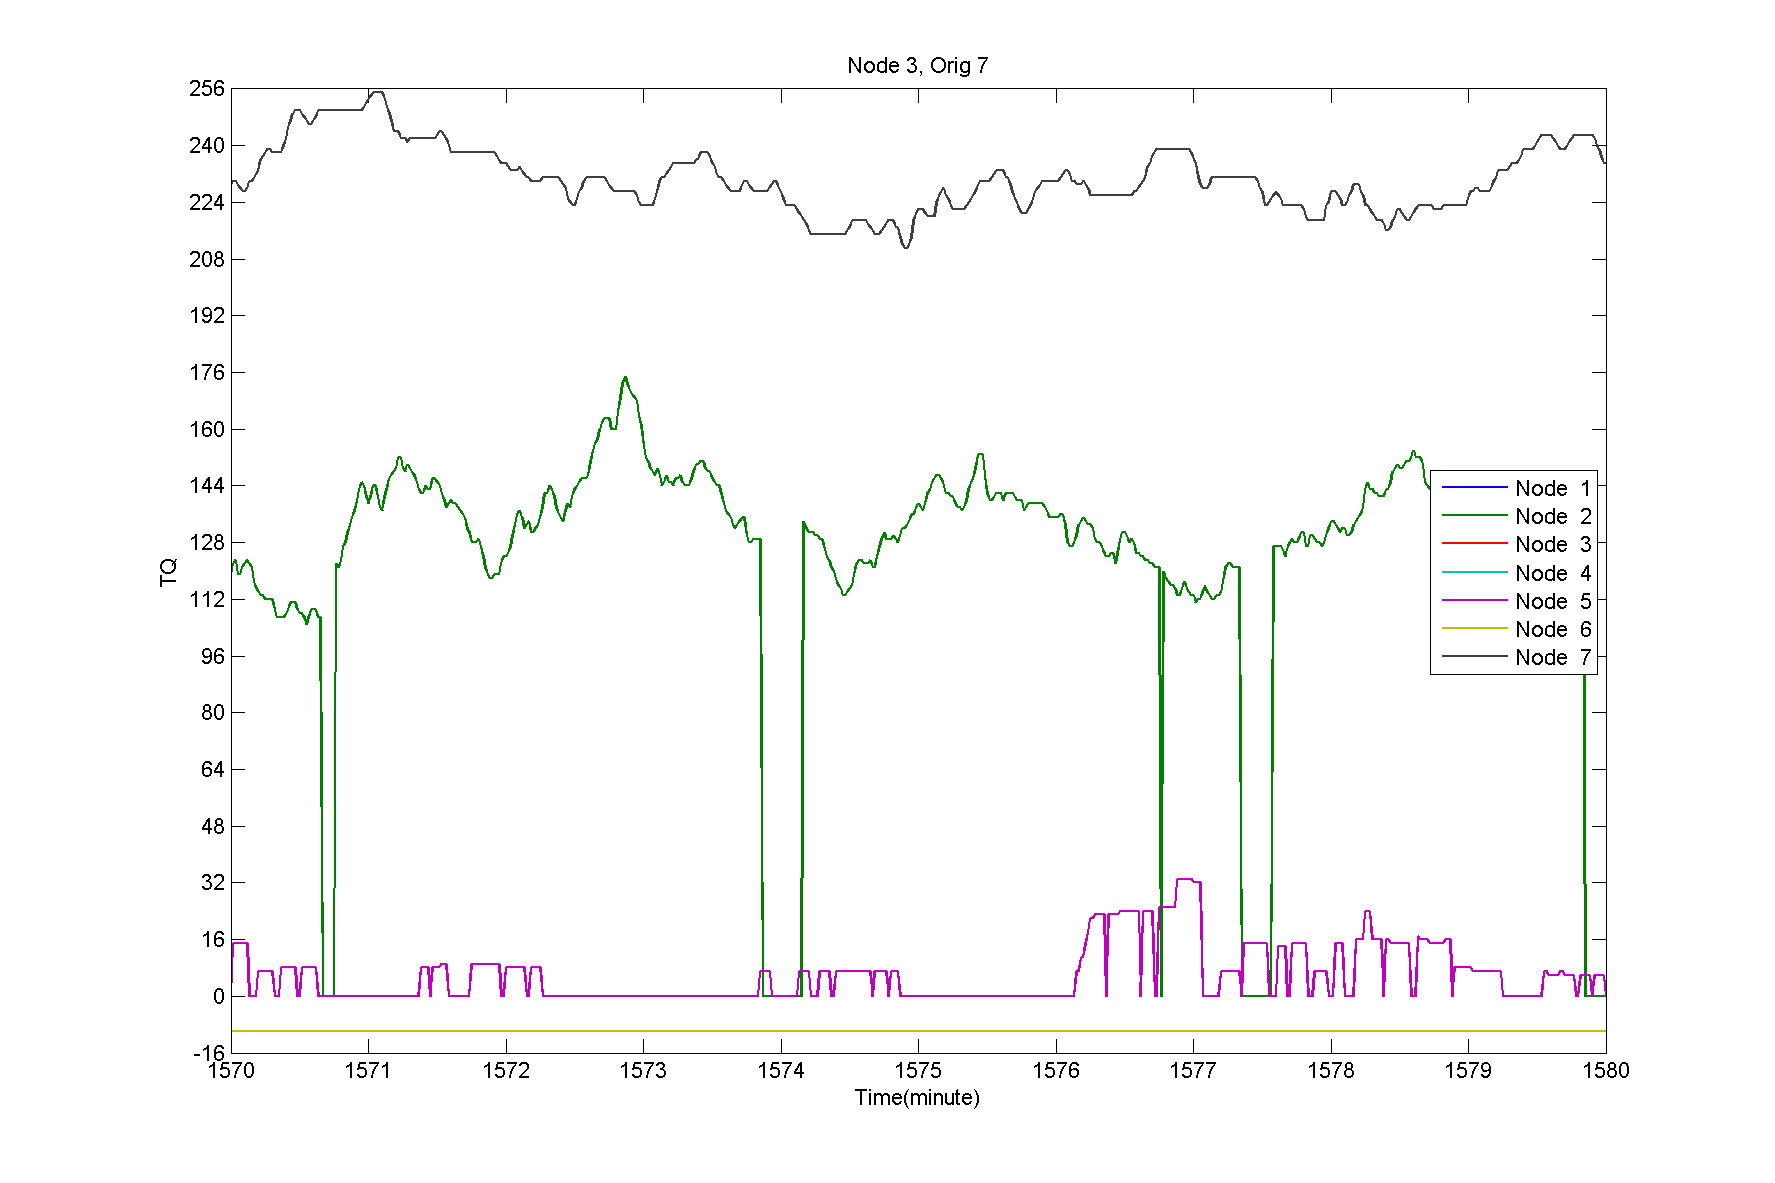 Node 3, Orig 7
256
240
224
208
192
176
160
144
128
112
96
80
64
48
32
16
0
-16
TQ
Node 1
Node 2
Node 3
Node 4
Node 5
Node 6
Node 7
1570 1571 1572 1573 1574 1575 1576 1577 1578 1579 1580
Time(minute)